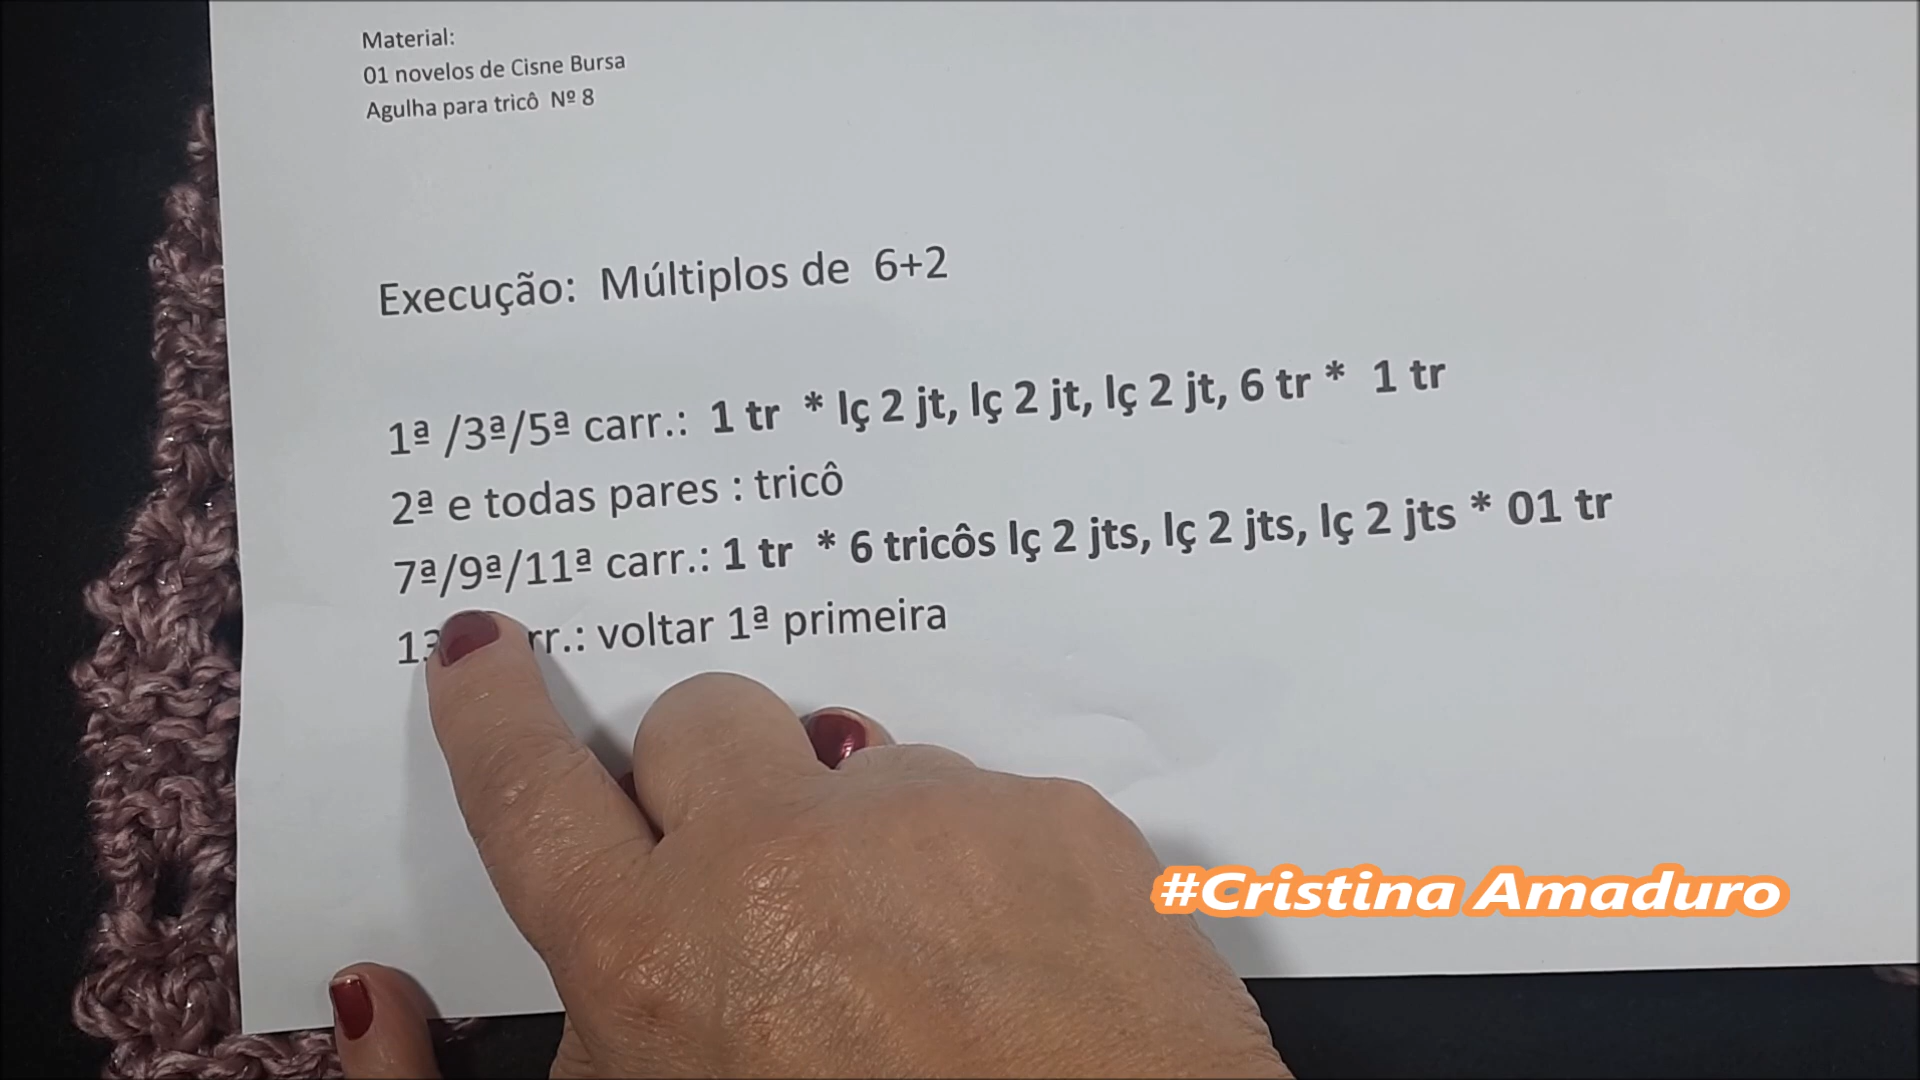 Material:
01 novelos de Cisne Bursa
Agulha para tricô Nº 8
Execução: Múltiplos de 6+2
1ª /3ª/5ª carr.: 1 tr * lç 2 jt, lç 2 jt, lç 2 jt, 6 tr * 1 tr
2ª e todas pares : tricô
7ª/9ª/11ª carr.: 1 tr * 6 tricôs lç 2 jts, lç 2 jts, lç 2 jts * 01 tr
voltar 1ª primeira
#Cristina Amaduro